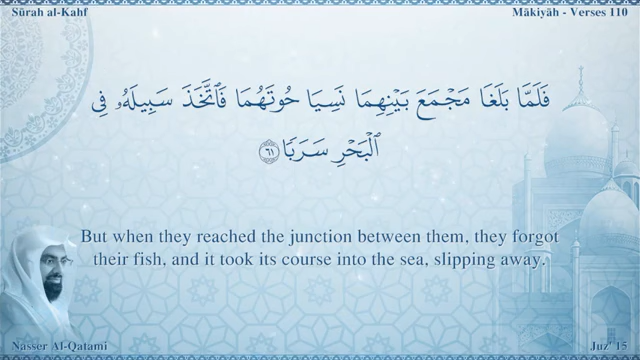 Sūrah al-Kahf
Mākiyāh - Verses 110
فَلَمَّا بَلَغَا مَجْمَعَ بَيْنِهِمَا نَسِيَا حُوتَهُمَا فَٱتَّخَذَ سَبِيلَهُۥ فِى
ٱلْبَحْرِ سَرَبًا ٦١
But when they reached the junction between them, they forgot
their fish, and it took its course into the sea, slipping away.
Nasser Al-Qatami
Juz' 15